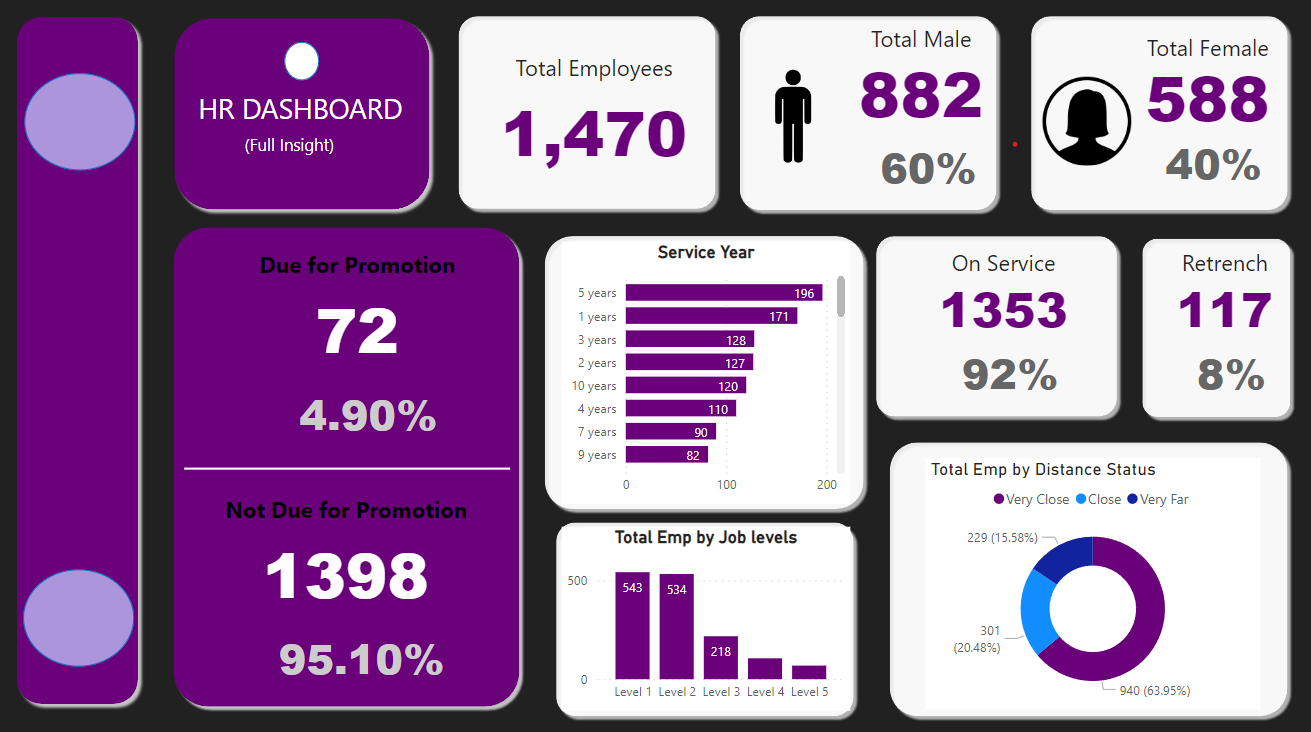 HR DASHBOARD
(Full Insight)
Total Employees
1,470
Total Male
882
60%
Total Female
588
40%
Due for Promotion
72
4.90%
Not Due for Promotion
1398
95.10%
Service Year
5 years 196
1 years 171
3 years 128
2 years 127
10 years 120
4 years 110
7 years 90
9 years 82
0 100 200
On Service
1353
92%
Retrench
117
8%
Total Emp by Job levels
500
543 534 218
0
Level 1 Level 2 Level 3 Level 4 Level 5
Total Emp by Distance Status
Very Close Close Very Far
229 (15.58%)
301
(20.48%)
940 (63.95%)